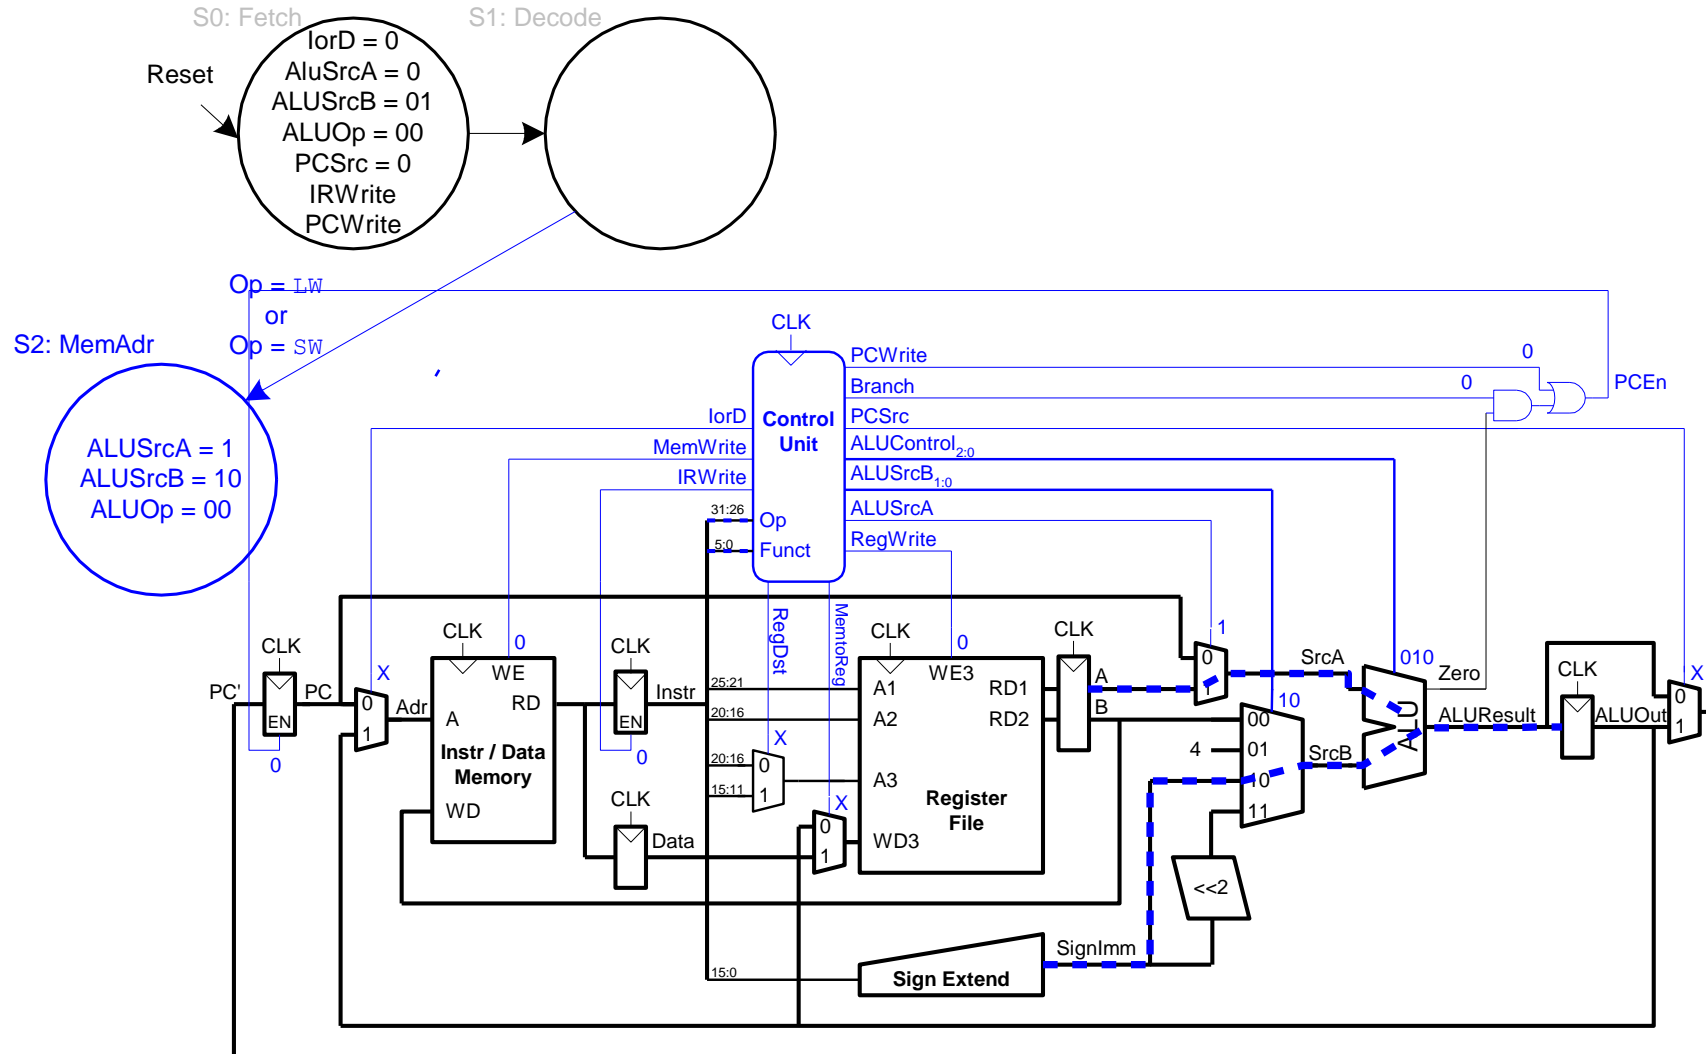 S0: Fetch
S1: Decode
IorD = 0
AluSrcA = 0
ALUSrcB = 01
ALUOp = 00
PCSrc = 0
IRWrite
PCWrite
Reset
Op = LW
or
Op = SW
S2: MemAdr
ALUSrcA = 1
ALUSrcB = 10
ALUOp = 00
CLK
PCWrite
0
Branch
0
PCEn
IorD
Control
Unit
PCSrc
MemWrite
ALUControl2:0
IRWrite
ALUSrcB1:0
31:26
Op
ALUSrcA
5:0
Funct
RegWrite
RegDst
MemtoReg
CLK
CLK
0
CLK
CLK
0
CLK
1
SrcA
010
Zero
CLK
X
PC'
PC
EN
0
X
0
1
Adr
WE
A
RD
Instr / Data
Memory
WD
EN
0
Instr
25:21
20:16
20:16
15:11
X
0
1
A1
A2
A3
WD3
WE3
RD1
RD2
Register
File
A
B
0
1
10
00
4
01
10
11
SrcB
ALU
ALUResult
ALUOut
0
1
CLK
Data
X
0
1
<<2
SignImm
15:0
Sign Extend